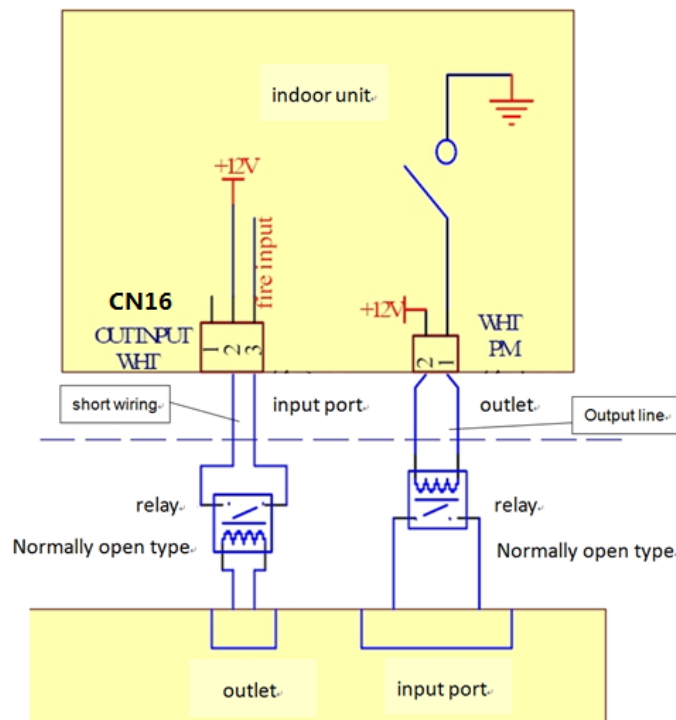 indoor unit
+12V
fire input
CN16
OUTINPUT
WHT
1 2 3
+12V
2 1
WHT
PM
short wiring
input port
outlet
Output line
relay
Normally open type
relay
Normally open type
outlet
input port